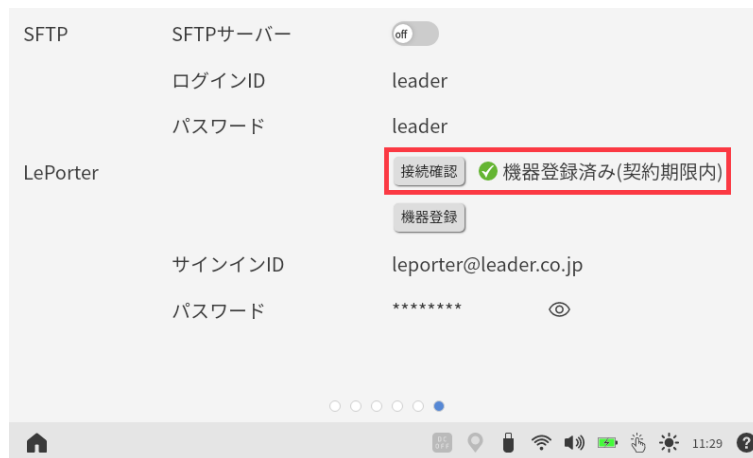 SFTP SFTPサーバー off
ログインID leader
パスワード leader
LePorter 接続確認 機器登録済み(契約期限内)
機器登録
サインインID leporter@leader.co.jp
パスワード ********
DC OFF 11:29 ?